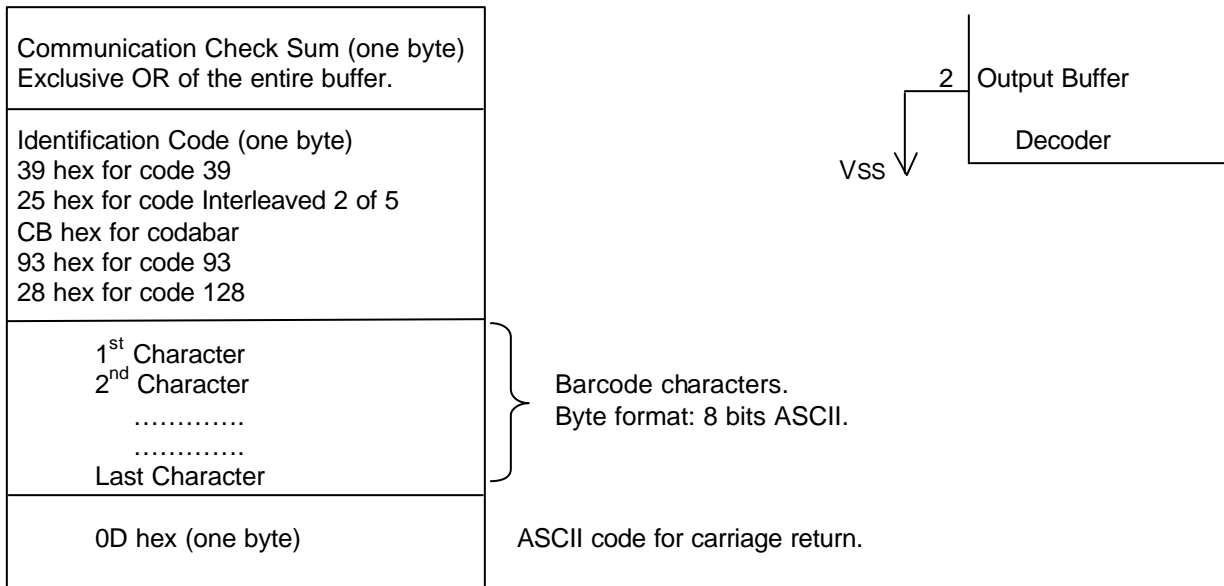 Communication Check Sum (one byte)
Exclusive OR of the entire buffer.
Identification Code (one byte)
39 hex for code 39
25 hex for code Interleaved 2 of 5
CB hex for codabar
93 hex for code 93
28 hex for code 128
1st Character
2nd Character
.............
.............
Last Character
Barcode characters.
Byte format: 8 bits ASCII.
0D hex (one byte)
ASCII code for carriage return.
2 Output Buffer
Decoder
VSS